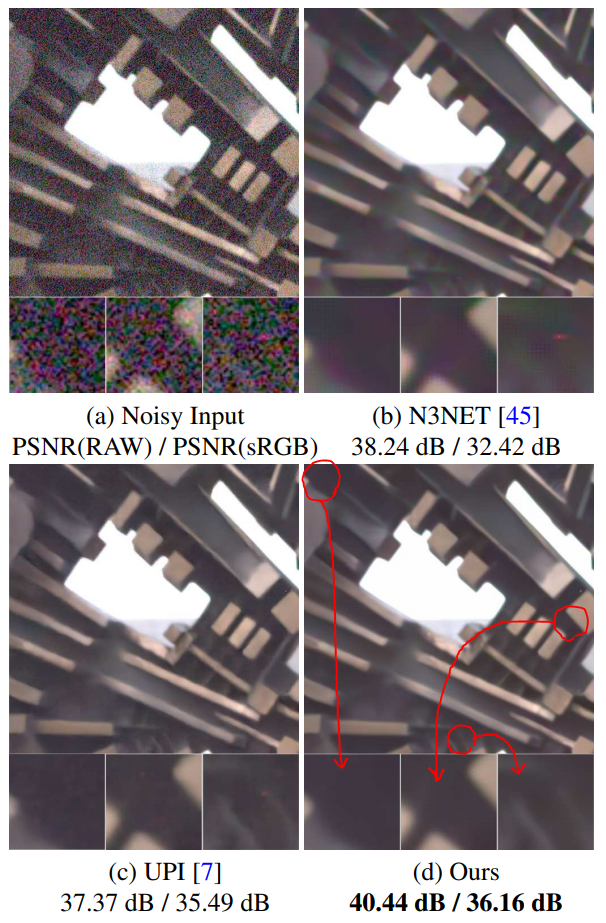 (a) Noisy Input
PSNR(RAW) / PSNR(sRGB)
(b) N3NET [45]
38.24 dB / 32.42 dB
(c) UPI [7]
37.37 dB / 35.49 dB
(d) Ours
40.44 dB / 36.16 dB